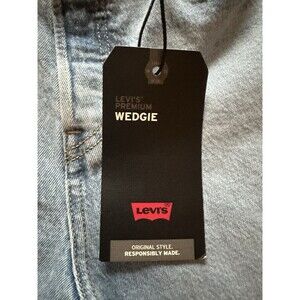 LEVI'S®
PREMIUM
WEDGIE
Levi's
ORIGINAL STYLE.
RESPONSIBLY MADE.